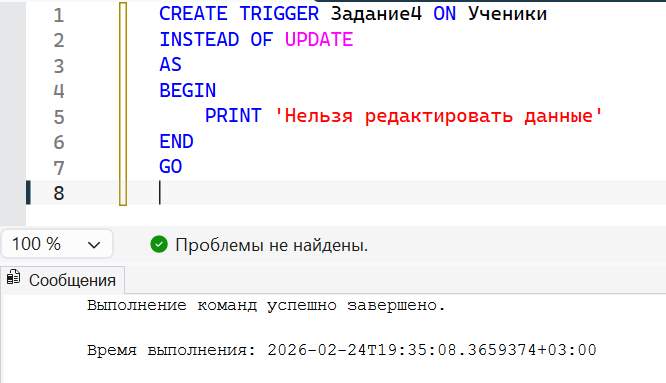 1 CREATE TRIGGER Задание4 ON Ученики
2 INSTEAD OF UPDATE
3 AS
4 BEGIN
5 PRINT 'Нельзя редактировать данные'
6 END
7 GO
8
100 % Проблемы не найдены.
Сообщения
Выполнение команд успешно завершено.
Время выполнения: 2026-02-24T19:35:08.3659374+03:00